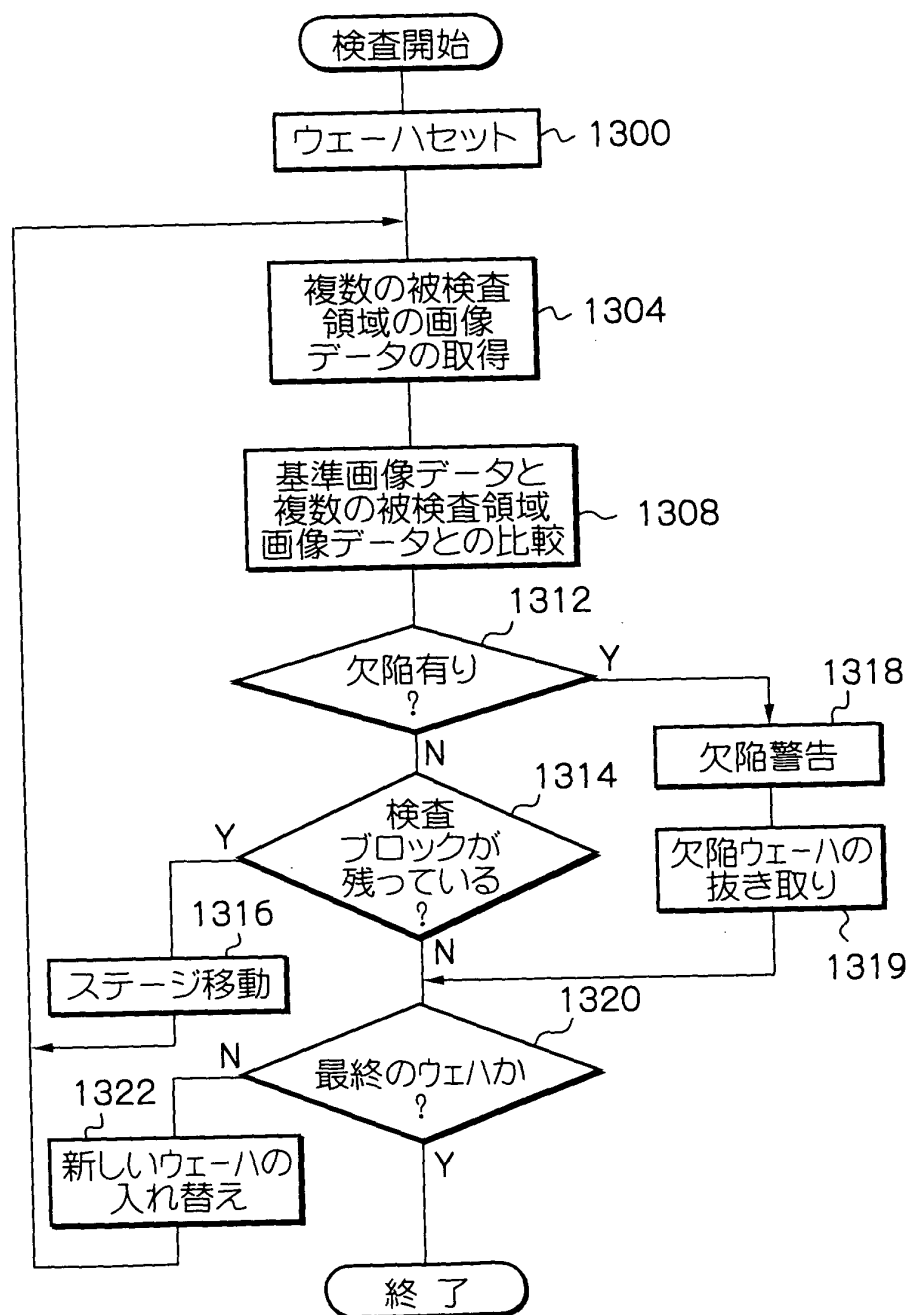 検査開始
ウェーハセット
1300
複数の被検査
領域の画像
データの取得
1304
基準画像データと
複数の被検査領域
画像データとの比較
1308
1312
欠陥有り
?
Y
N
1318
欠陥警告
1314
検査
ブロックが
残っている
?
Y
N
欠陥ウェーハの
抜き取り
1319
1316
ステージ移動
1320
最終のウェハか
?
N
Y
1322
新しいウェーハの
入れ替え
終 了